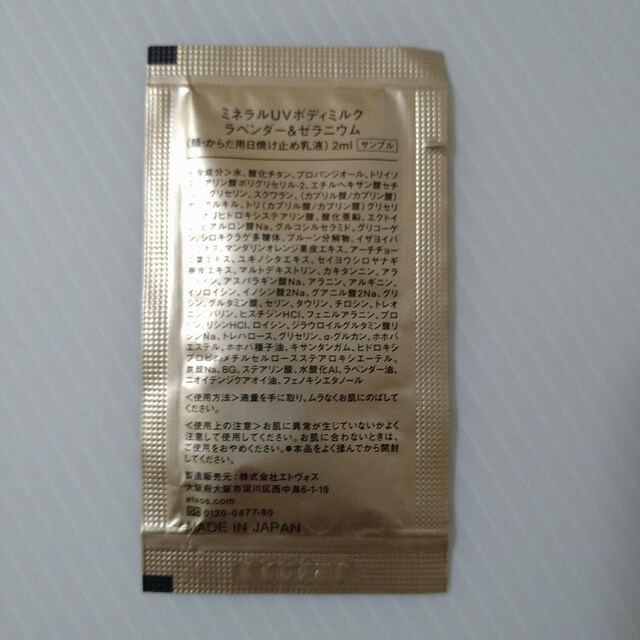 ミネラルUVボディミルク
ラベンダー&ゼラニウム
からだ用日焼け止め乳液) 2ml サンプル
全成分＞水、酸化チタン、プロパンジオール、トリイソ
アリン酸ポリグリセリル-2、エチルヘキサン酸セチ
グリセリン、スクワラン、(カプリル酸/カプリン酸)
アルキル、トリ(カプリル酸/カプリン酸)グリセリ
リヒドロキシステアリン酸、酸化亜鉛、エクトイ
ヒアルロン酸Na、グルコシルセラミド、グリコーゲ
シロキクラゲ多糖体、プルーン分解物、イザヨイバ
キス、マンダリンオレンジ果皮エキス、アーチチョー
葉エキス、ユキノシタエキス、セイヨウシロヤナギ
樹皮エキス、マルトデキストリン、カキタンニン、アラ
イン、アスパラギン酸Na、アラニン、アルギニン、
イソロイシン、イノシン酸2Na、グアニル酸2Na、グリ
シン、グルタミン酸、セリン、タウリン、チロシン、トレオ
ニン、バリン、ヒスチジンHCl、フェニルアラニン、プロ
リン、リシンHCl、ロイシン、ジラウロイルグルタミン酸リ
シンNa、トレハロース、グリセリン、α-グルカン、ホホバ
エステル、ホホバ種子油、キサンタンガム、ヒドロキシ
プロピルメチルセルロースステアロキシエーテル、
炭酸Na、BG、ステアリン酸、水酸化Al、ラベンダー油、
ニオイテンジクアオイ油、フェノキシエタノール
＜使用方法＞適量を手に取り、ムラなくお肌にのばして
ください。
＜使用上の注意＞お肌に異常が生じていないかよく
注意して使用してください。お肌に合わないときは、
ご使用をおやめください。●本品をよく揉んでから開封
してください。
製造販売元：株式会社エトヴォス
大阪府大阪市淀川区西中島6-1-19
etvos.com
0120-0477-80
MADE IN JAPAN